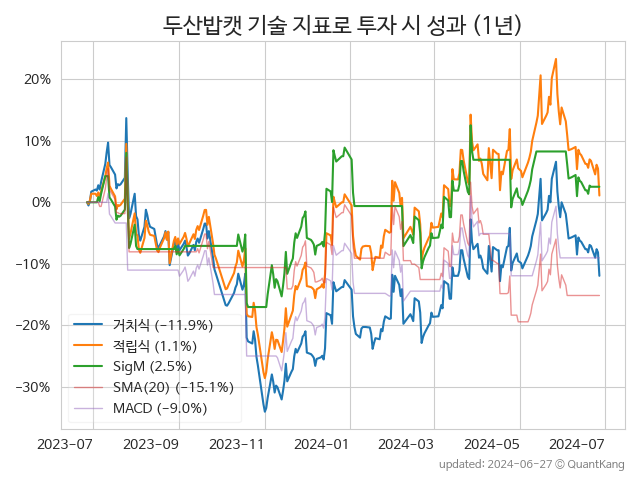 두산밥캣 기술 지표로 투자 시 성과 (1년)
20%
10%
0%
−10%
−20%
−30%
거치식 (−11.9%)
적립식 (1.1%)
SigM (2.5%)
SMA(20) (−15.1%)
MACD (−9.0%)
2023-07 2023-09 2023-11 2024-01 2024-03 2024-05 2024-07
updated: 2024-06-27 © QuantKang